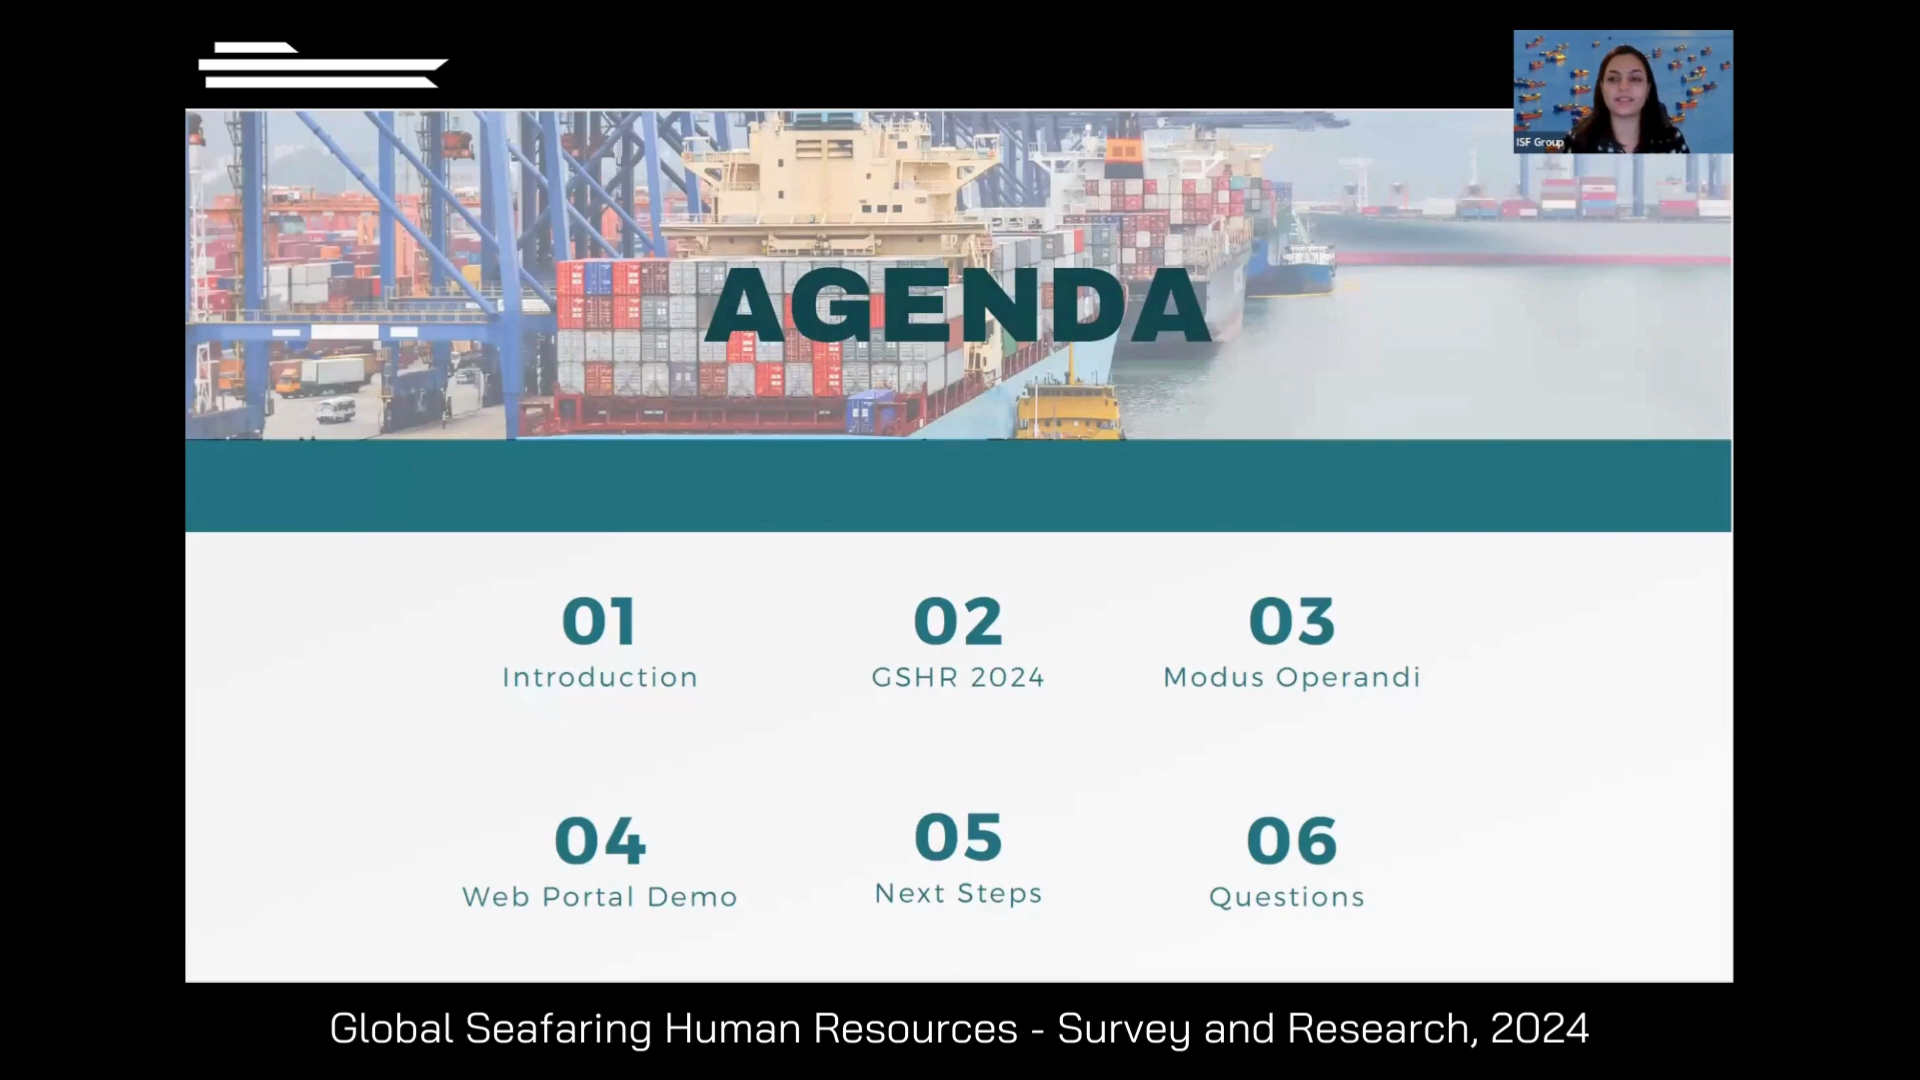 ISF Group
AGENDA
01
Introduction
02
GSHR 2024
03
Modus Operandi
04
Web Portal Demo
05
Next Steps
06
Questions
Global Seafaring Human Resources - Survey and Research, 2024